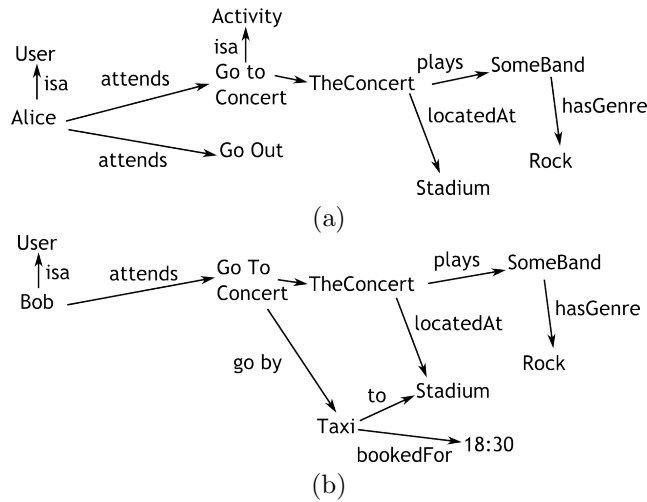 Activity
User
isa
isa
attends
Go to
Concert
TheConcert
plays
SomeBand
Alice
locatedAt
hasGenre
attends
Go Out
Rock
Stadium
(a)
User
isa
attends
Go To
Concert
TheConcert
plays
SomeBand
Bob
locatedAt
hasGenre
go by
Rock
to
Stadium
Taxi
bookedFor
18:30
(b)